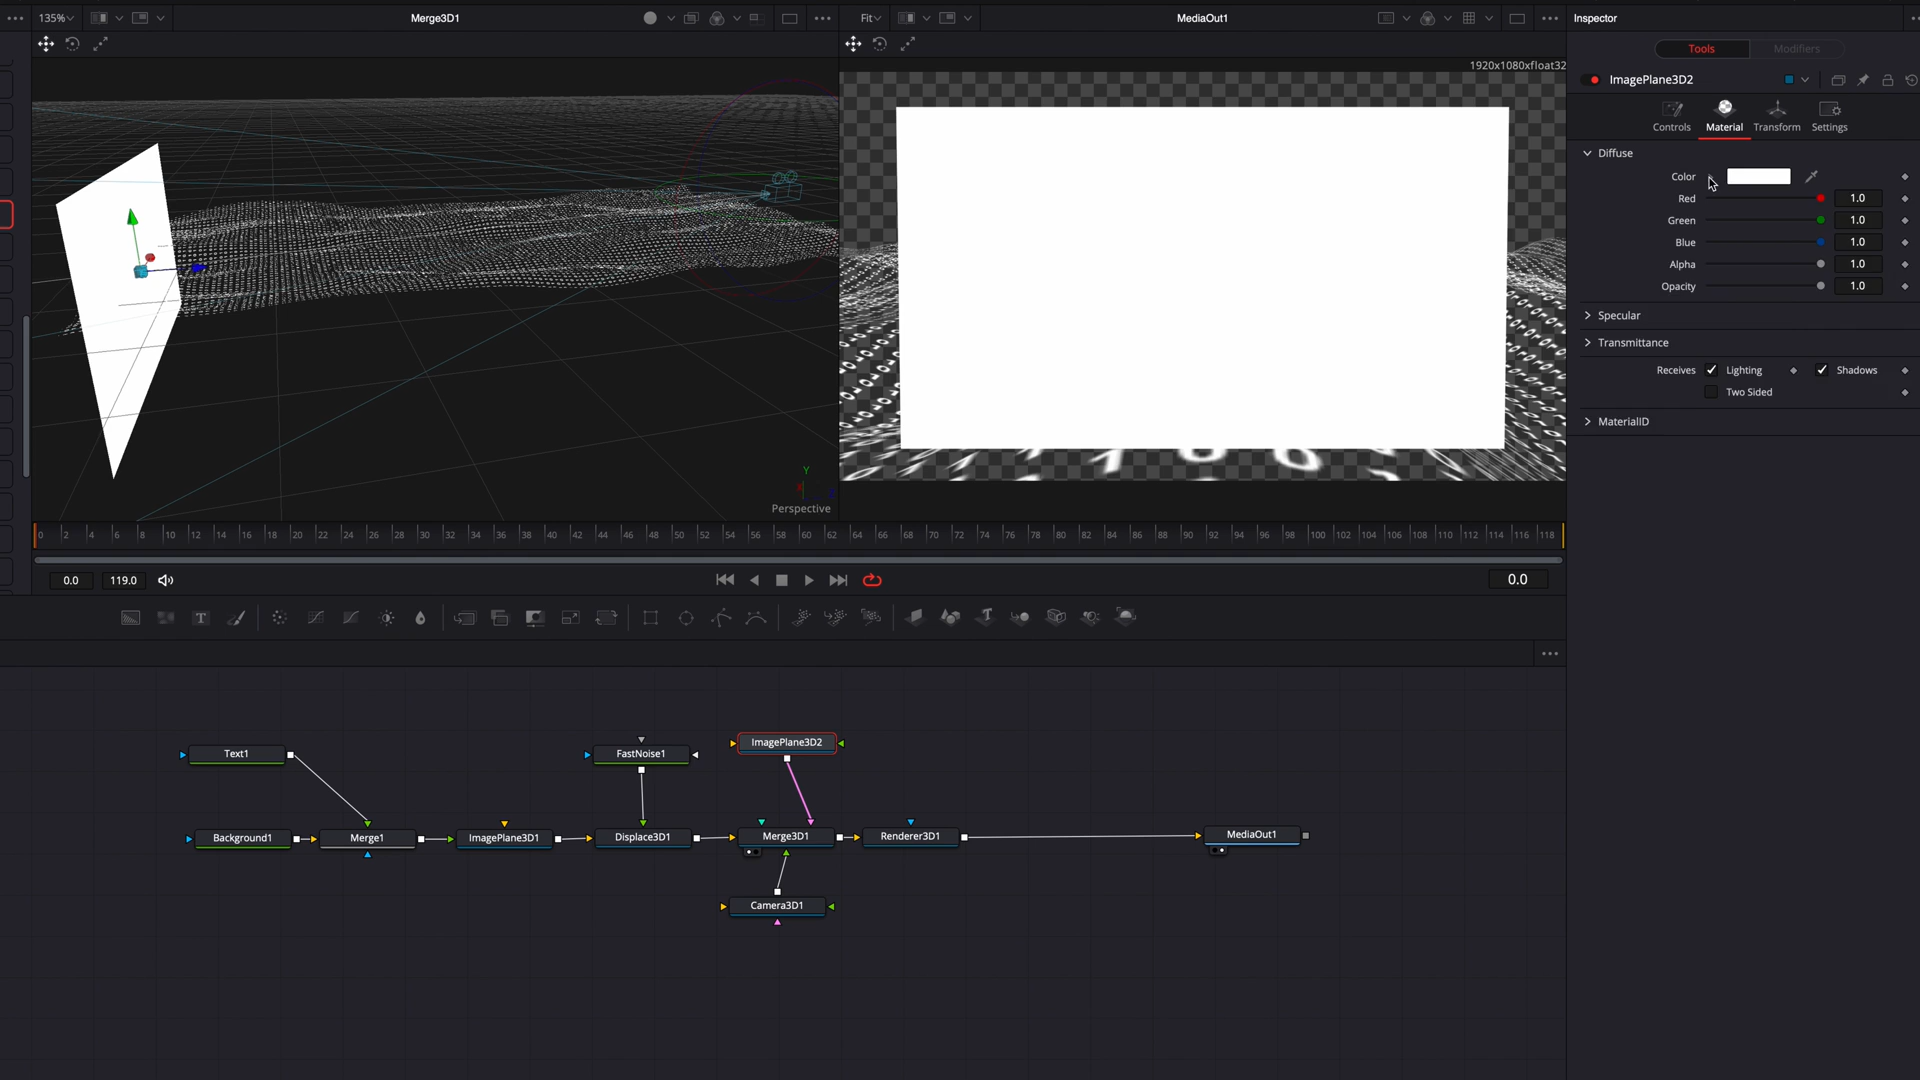 135%
Merge3D1
Fit
MediaOut1
Inspector
Tools
Modifiers
1920x1080xfloat32
ImagePlane3D2
Controls
Material
Transform
Settings
Diffuse
Color
Red
1.0
Green
1.0
Blue
1.0
Alpha
1.0
Opacity
1.0
Specular
Transmittance
Receives
Lighting
Shadows
Two Sided
MaterialID
Y
Perspective
0 2 4 6 8 10 12 14 16 18 20 22 24 26 28 30 32 34 36 38 40 42 44 46 48 50 52 54 56 58 60 62 64 66 68 70 72 74 76 78 80 82 84 86 88 90 92 94 96 98 100 102 104 106 108 110 112 114 116 118
0.0
119.0
0.0
ImagePlane3D2
Text1
FastNoise1
Background1
Merge1
ImagePlane3D1
Displace3D1
Merge3D1
Renderer3D1
MediaOut1
Camera3D1